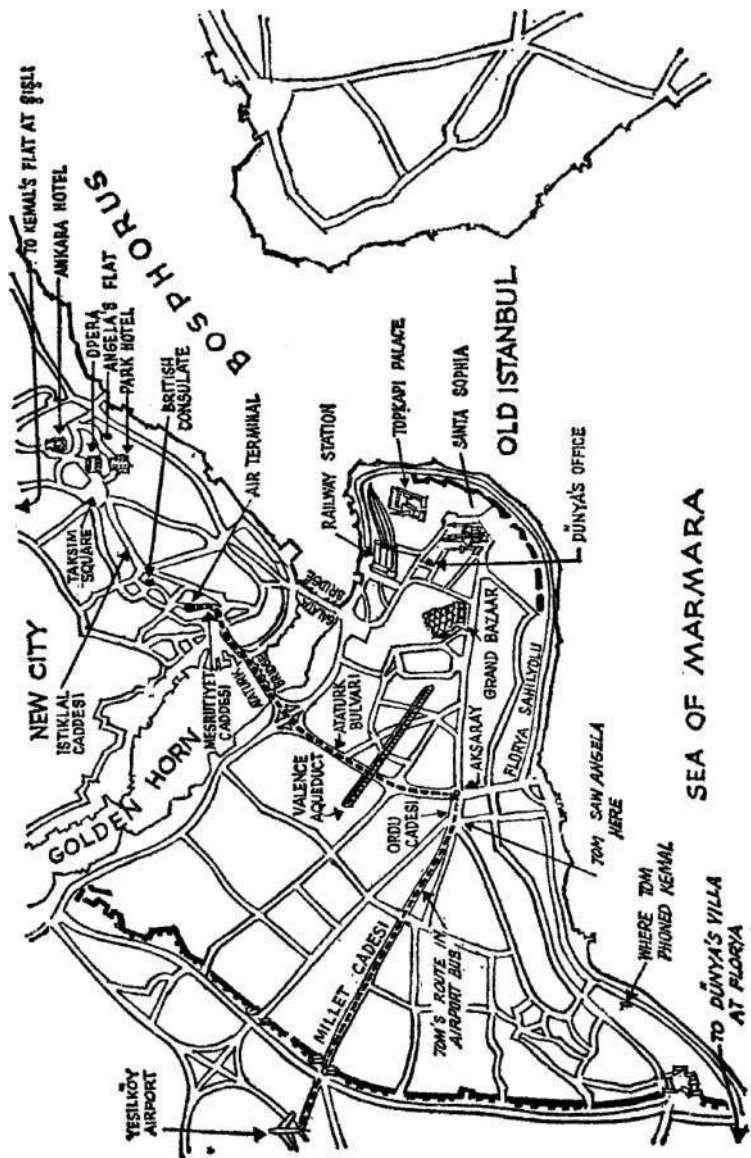 TO KEMAL'S FLAT AT ŞIŞLI
ANKARA HOTEL
OPERA
ANGELA'S FLAT
PARK HOTEL
BOSPHORUS
BRITISH
CONSULATE
AIR TERMINAL
TAKSIM
SQUARE
NEW CITY
ISTIKLAL
CADDESI
MESRUTIYET
CADDESI
GOLDEN HORN
ATATURK
BRIDGE
GALATA
BRIDGE
RAILWAY STATION
TOPKAPI PALACE
SANTA SOPHIA
OLD ISTANBUL
DÜNYA'S OFFICE
ATATURK
BULVARI
VALENCE
AQUEDUCT
GRAND BAZAAR
AKSARAY
ORDU
CADESI
FLORYA SAHILYOLU
SEA OF MARMARA
TOM SAW ANGELA
HERE
MILLET CADESI
TOM'S ROUTE IN
AIRPORT BUS
YESILKÖY
AIRPORT
WHERE TOM
PHONED KEMAL
TO DÜNYA'S VILLA
AT FLORYA